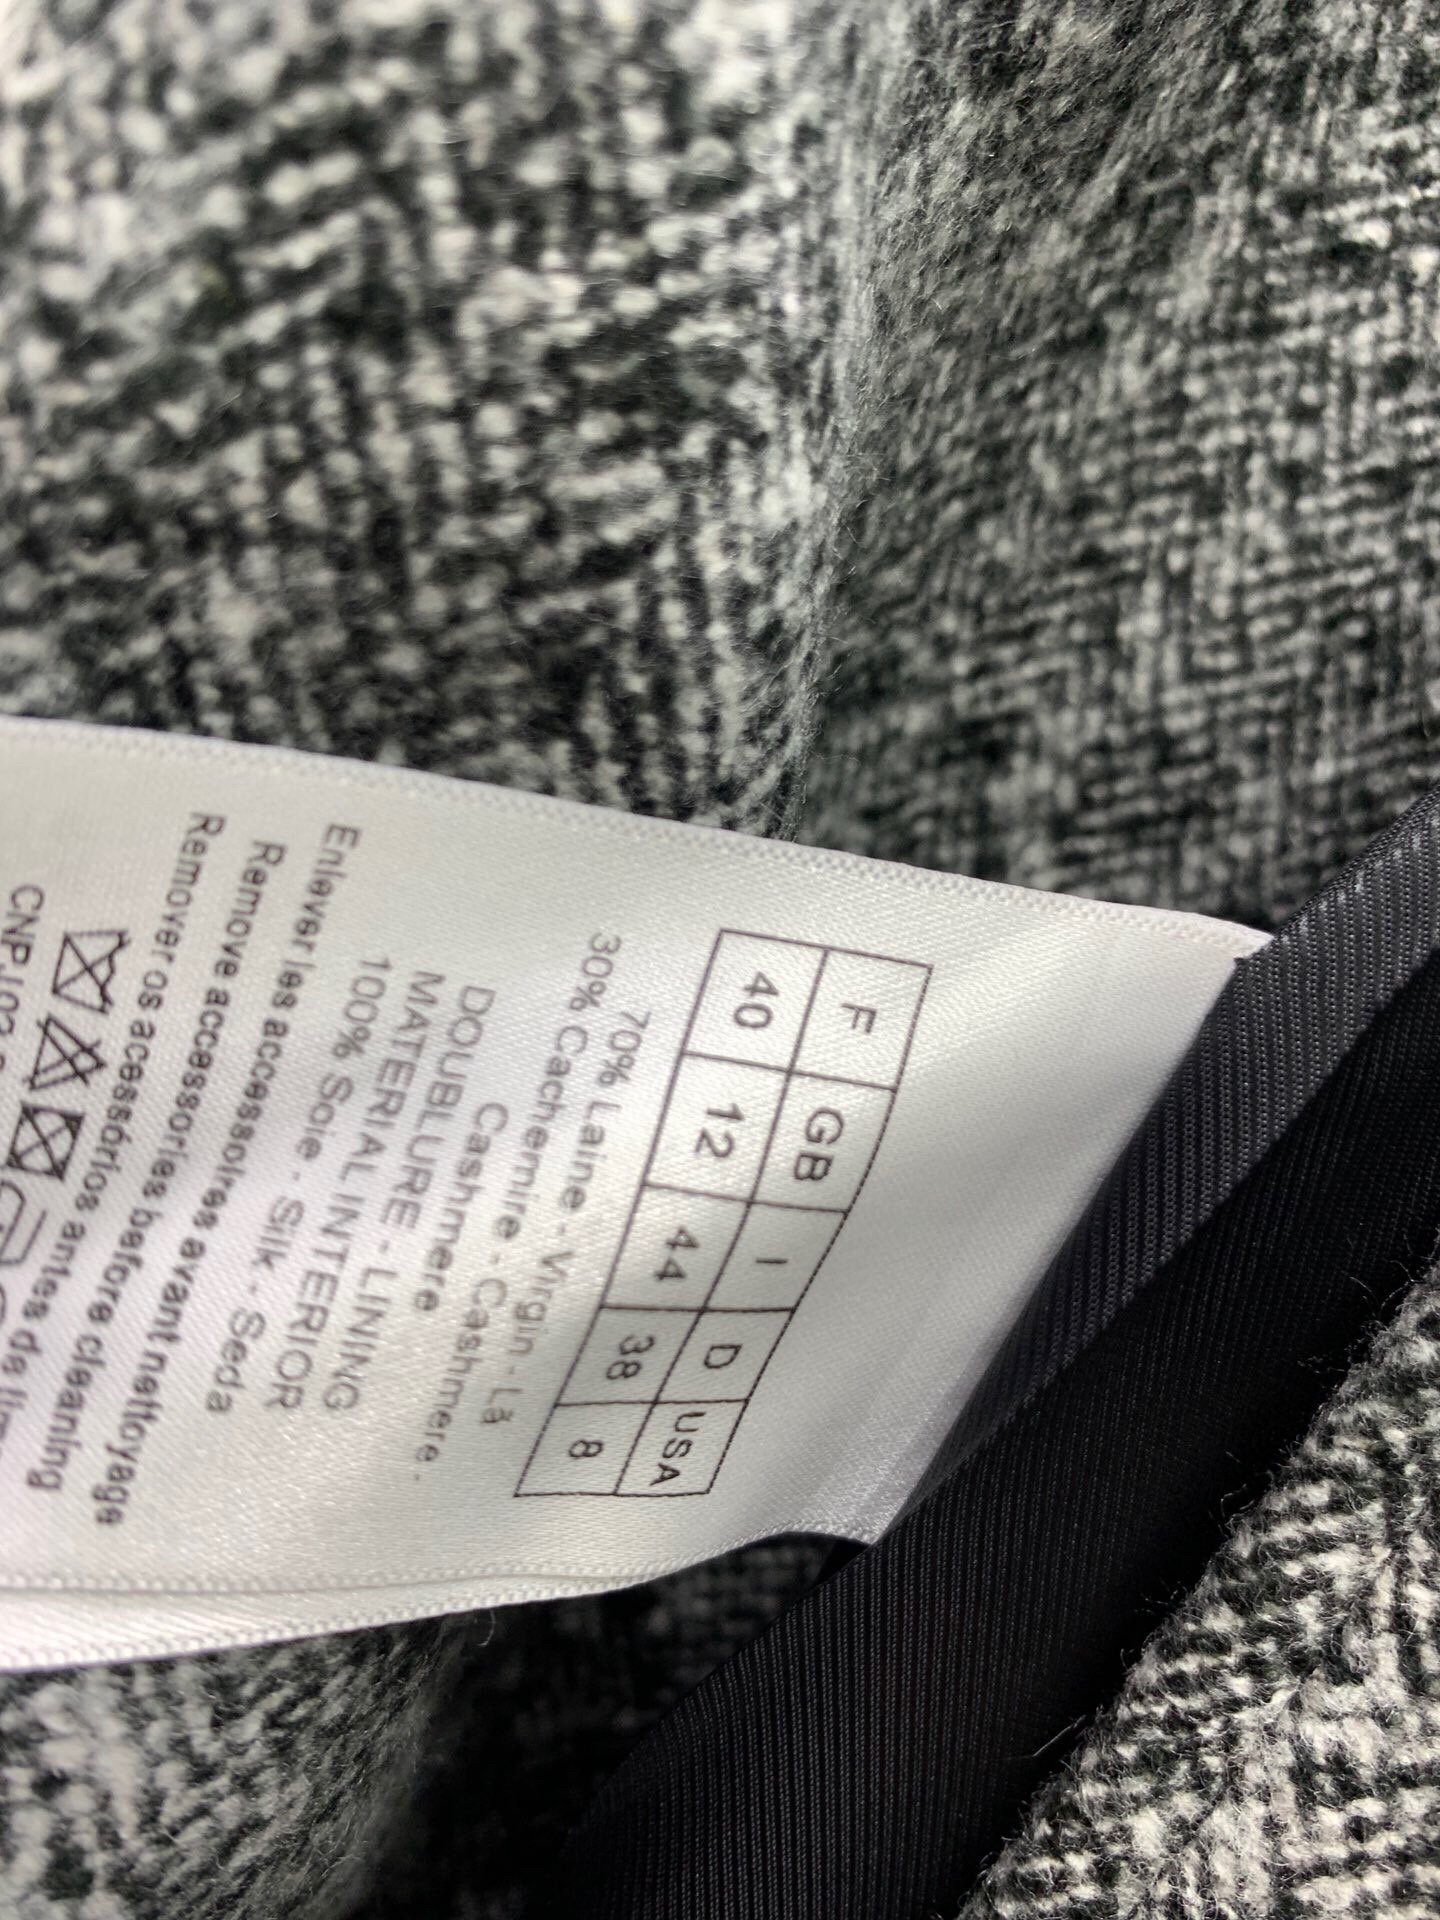 F GB I D USA
40 12 44 38 8
70% Laine - Virgin - Lã
30% Cachemire - Cashmere -
Cashmere
DOUBLURE - LINING
MATERIAL INTERIOR
100% Soie - Silk - Seda
Enlever les accessoires avant nettoyage
Remove accessories before cleaning
Remover os acessórios antes da
CNPJ